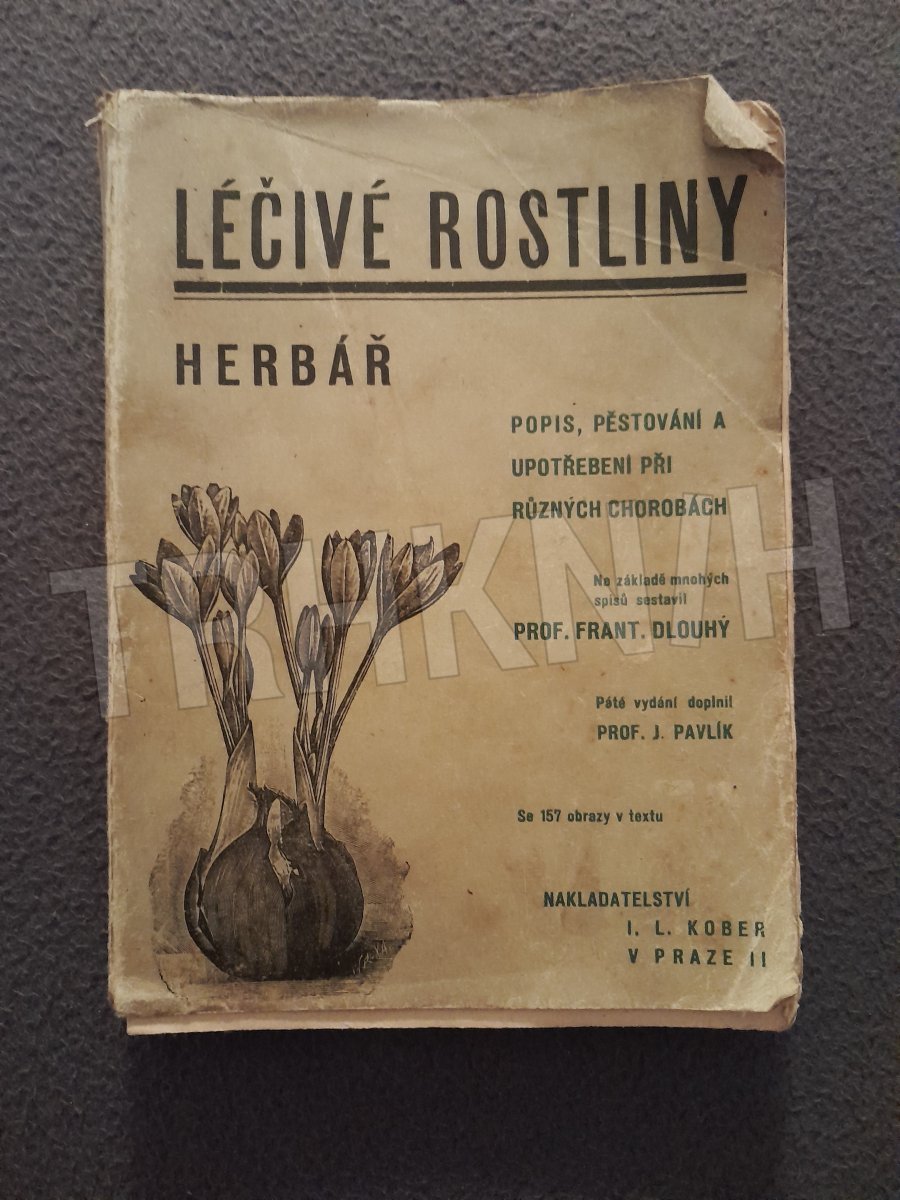 LÉČIVÉ ROSTLINY
HERBÁŘ
POPIS, PĚSTOVÁNÍ A
UPOTŘEBENÍ PŘI
RŮZNÝCH CHOROBÁCH
Na základě mnohých
spisů sestavil
PROF. FRANT. DLOUHÝ
Páté vydání doplnil
PROF. J. PAVLÍK
Se 157 obrazy v textu
NAKLADATELSTVÍ
I. L. KOBER
V PRAZE II
TRHKNIH